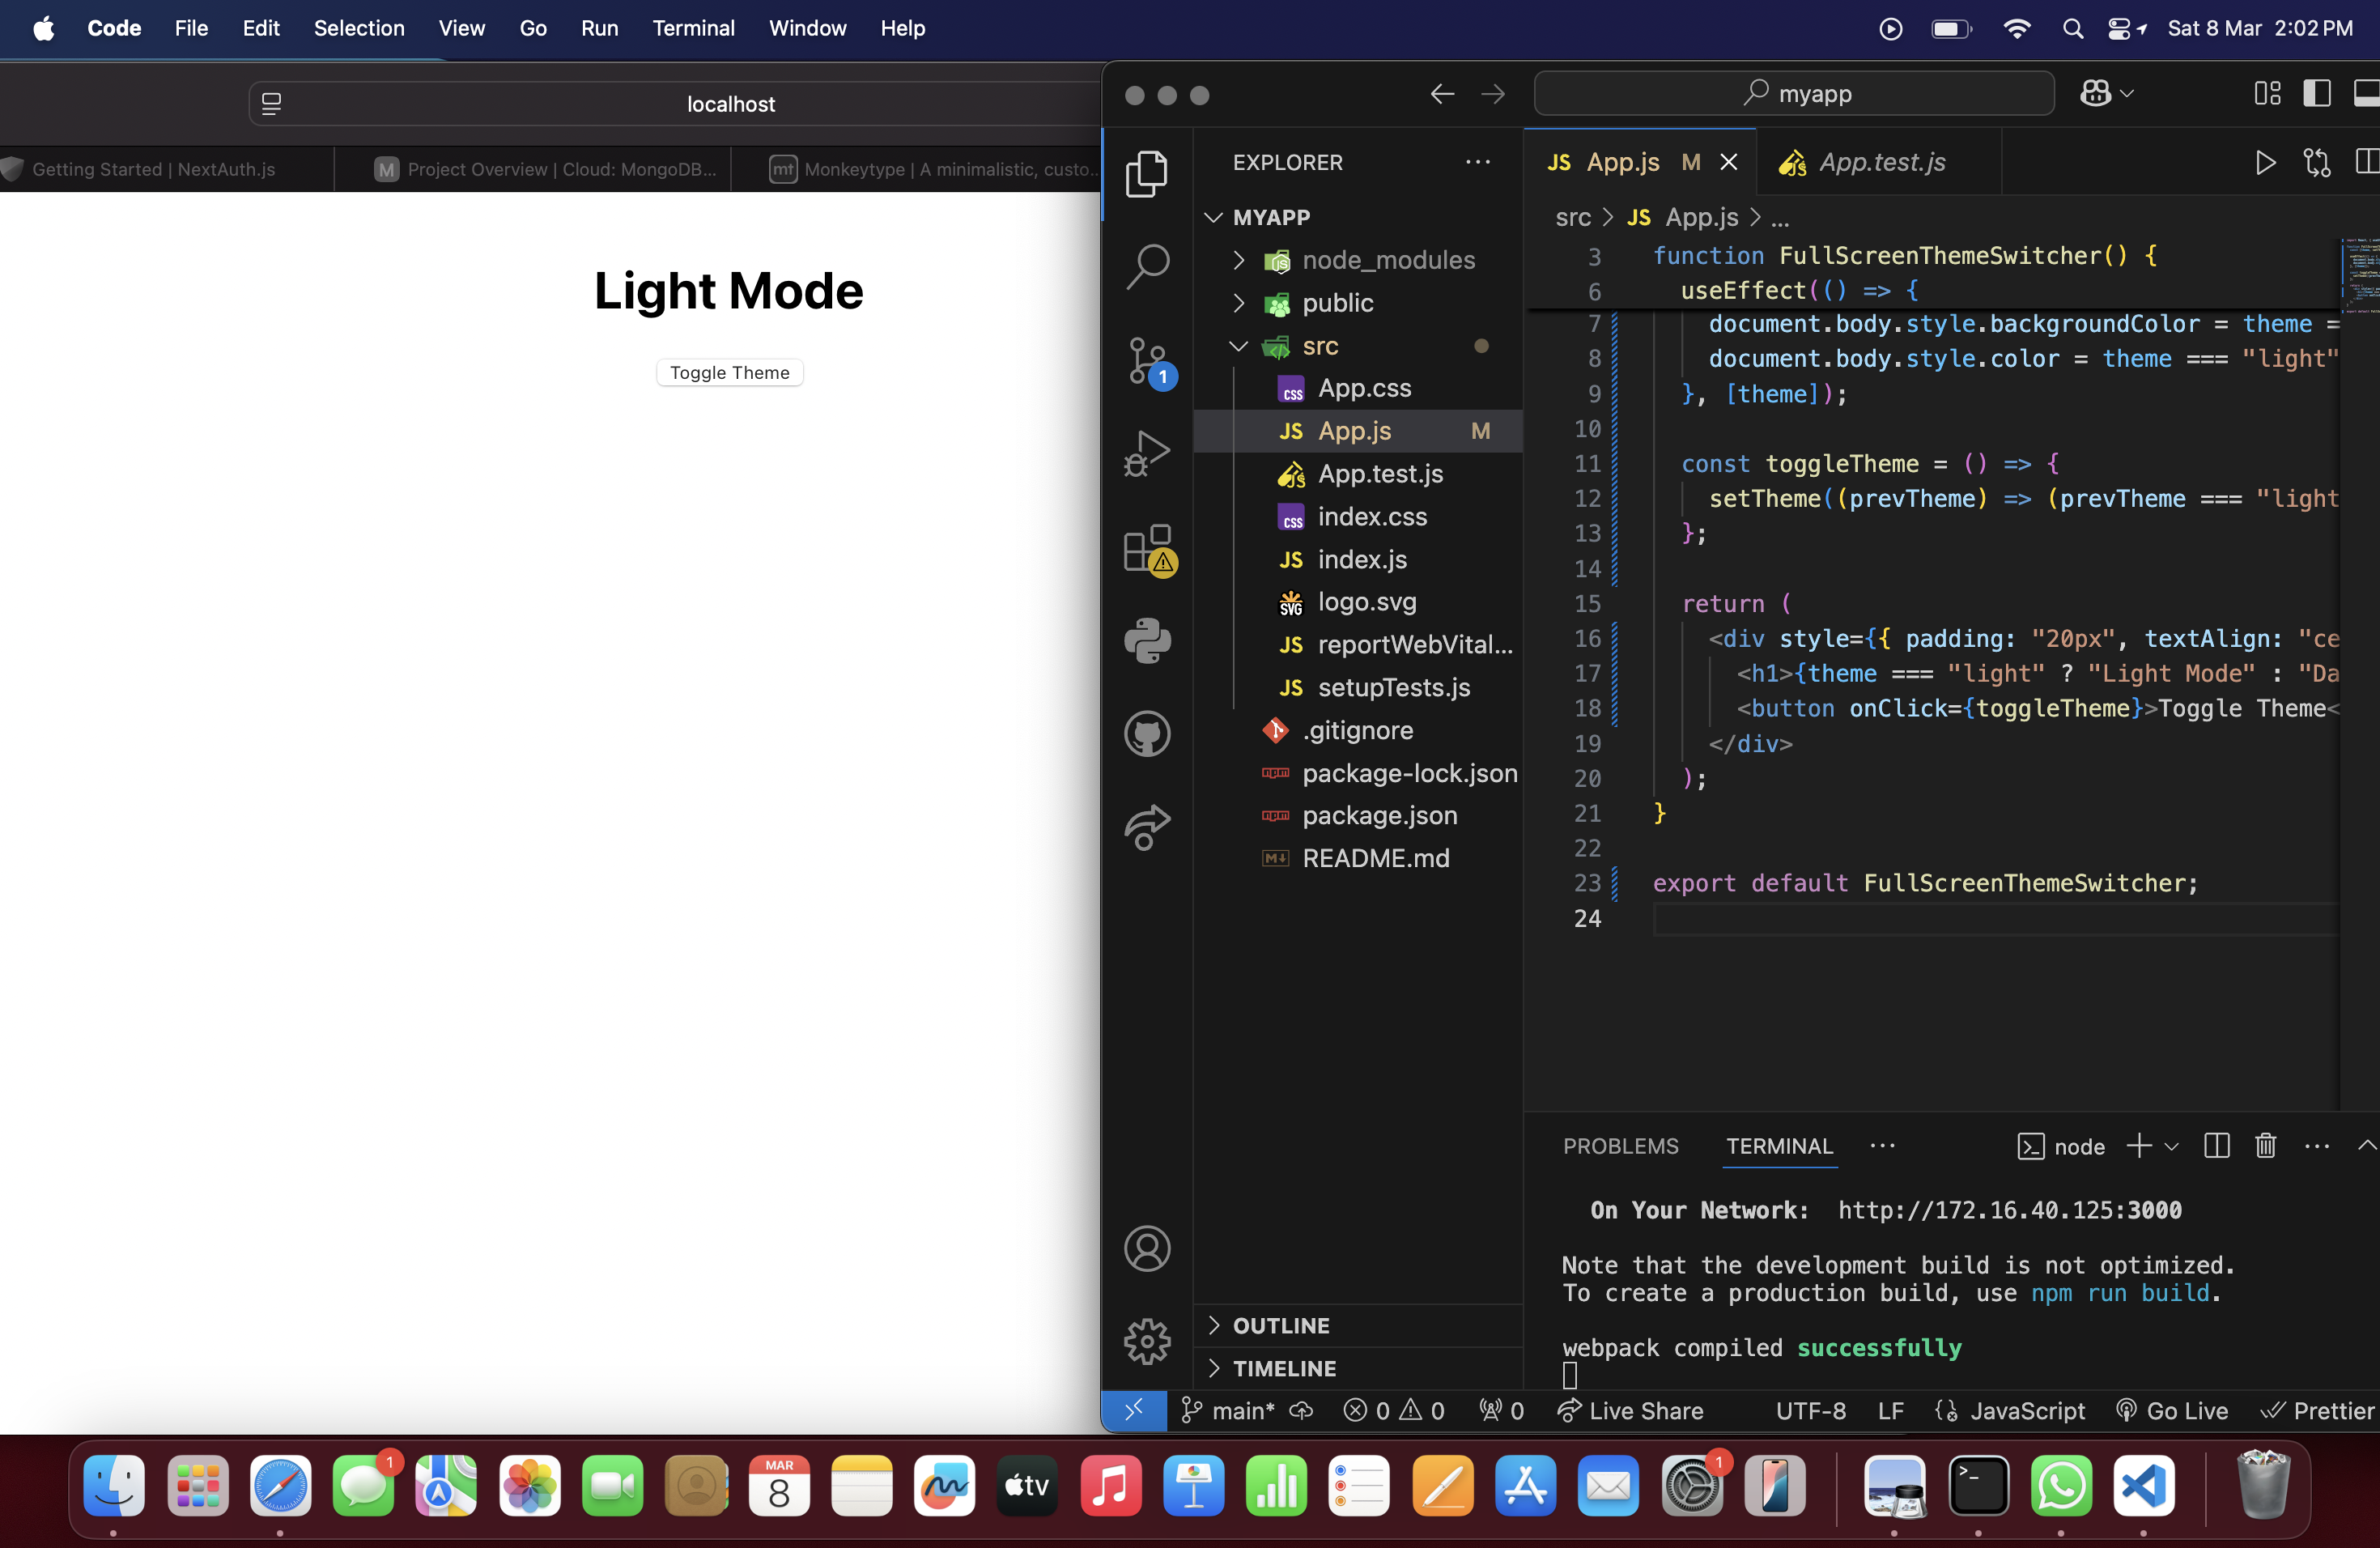 Code File Edit Selection View Go Run Terminal Window Help Sat 8 Mar 2:02 PM
localhost
Getting Started | NextAuth.js
M Project Overview | Cloud: MongoDB...
mt Monkeytype | A minimalistic, custo...
Light Mode
Toggle Theme
myapp
EXPLORER
MYAPP
node_modules
public
src
App.css
App.js M
App.test.js
index.css
index.js
logo.svg
reportWebVital...
setupTests.js
.gitignore
package-lock.json
package.json
README.md
OUTLINE
TIMELINE
1
JS App.js M
App.test.js
src > JS App.js > ...
3 function FullScreenThemeSwitcher() {
6 useEffect(() => {
7 document.body.style.backgroundColor = theme =
8 document.body.style.color = theme === "light"
9 }, [theme]);
10
11 const toggleTheme = () => {
12 setTheme((prevTheme) => (prevTheme === "light
13 };
14
15 return (
16 <div style={{ padding: "20px", textAlign: "ce
17 <h1>{theme === "light" ? "Light Mode" : "Da
18 <button onClick={toggleTheme}>Toggle Theme<
19 </div>
20 );
21 }
22
23 export default FullScreenThemeSwitcher;
24
PROBLEMS TERMINAL ... node
On Your Network: http://172.16.40.125:3000
Note that the development build is not optimized.
To create a production build, use npm run build.
webpack compiled successfully
main* 0 0 0 Live Share UTF-8 LF JavaScript Go Live Prettier
1
MAR
8
tv
1